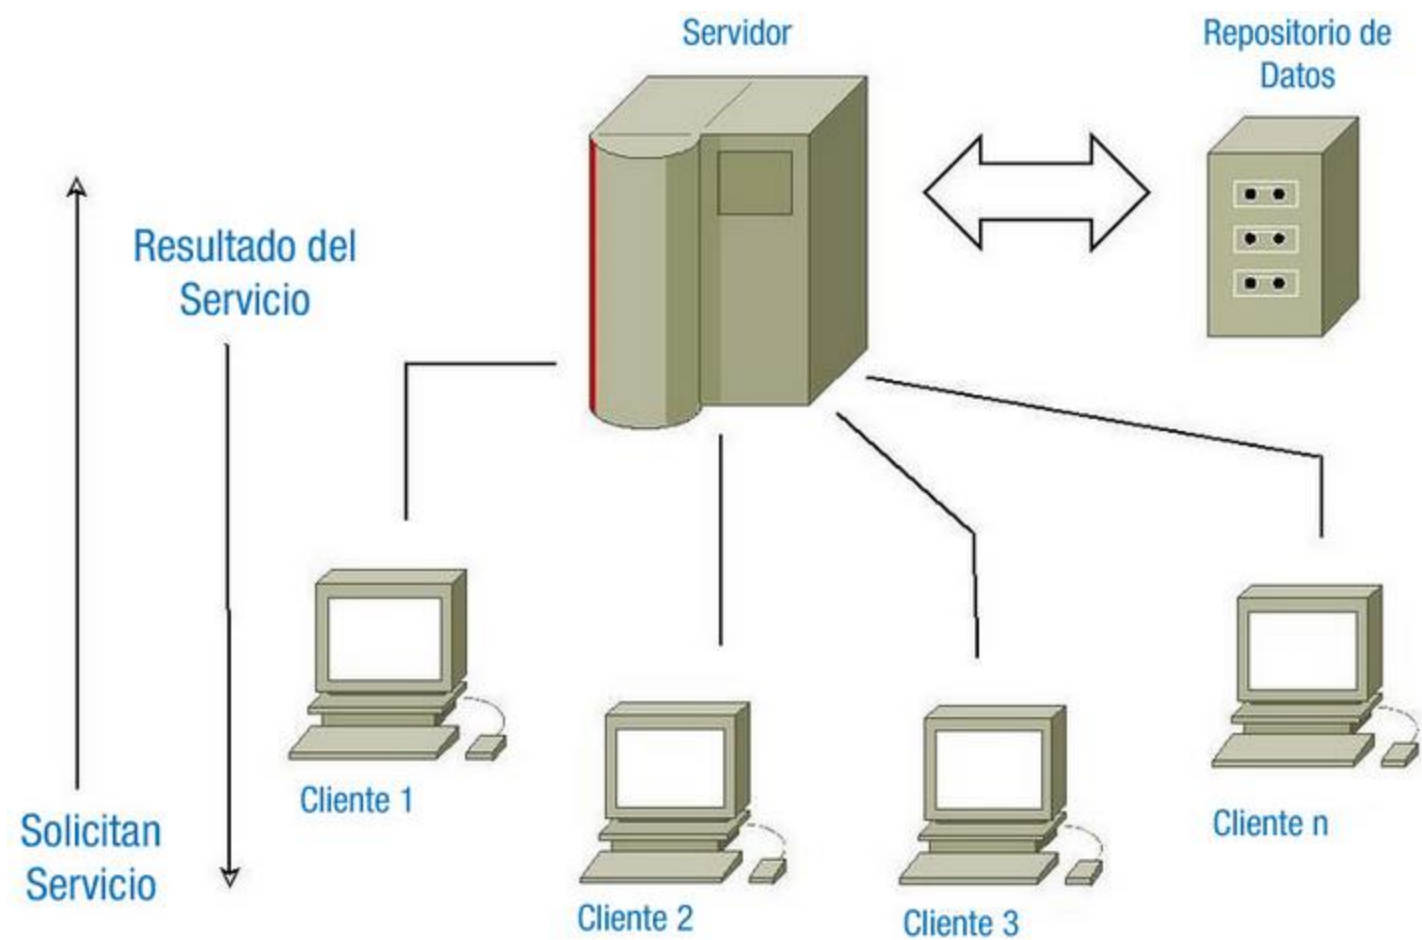 Servidor
Repositorio de
Datos
Resultado del
Servicio
Solicitan
Servicio
Cliente 1
Cliente 2
Cliente 3
Cliente n